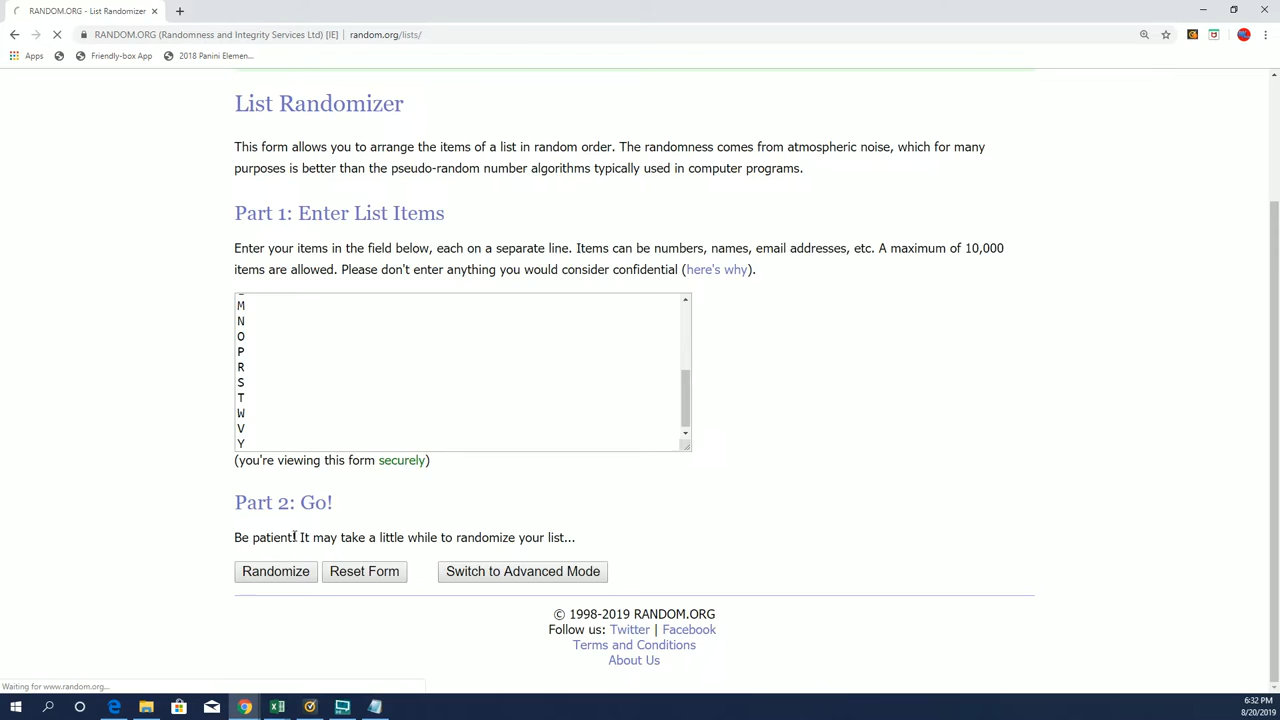 RANDOM.ORG - List Randomizer
RANDOM.ORG (Randomness and Integrity Services Ltd) [IE] | random.org/lists/
Apps Friendly-box App 2018 Panini Elemen...
List Randomizer
This form allows you to arrange the items of a list in random order. The randomness comes from atmospheric noise, which for many
purposes is better than the pseudo-random number algorithms typically used in computer programs.
Part 1: Enter List Items
Enter your items in the field below, each on a separate line. Items can be numbers, names, email addresses, etc. A maximum of 10,000
items are allowed. Please don't enter anything you would consider confidential (here's why).
M
N
O
P
R
S
T
W
V
Y
(you're viewing this form securely)
Part 2: Go!
Be patient! It may take a little while to randomize your list...
Randomize Reset Form Switch to Advanced Mode
© 1998-2019 RANDOM.ORG
Follow us: Twitter | Facebook
Terms and Conditions
About Us
Waiting for www.random.org...
6:32 PM
8/20/2019